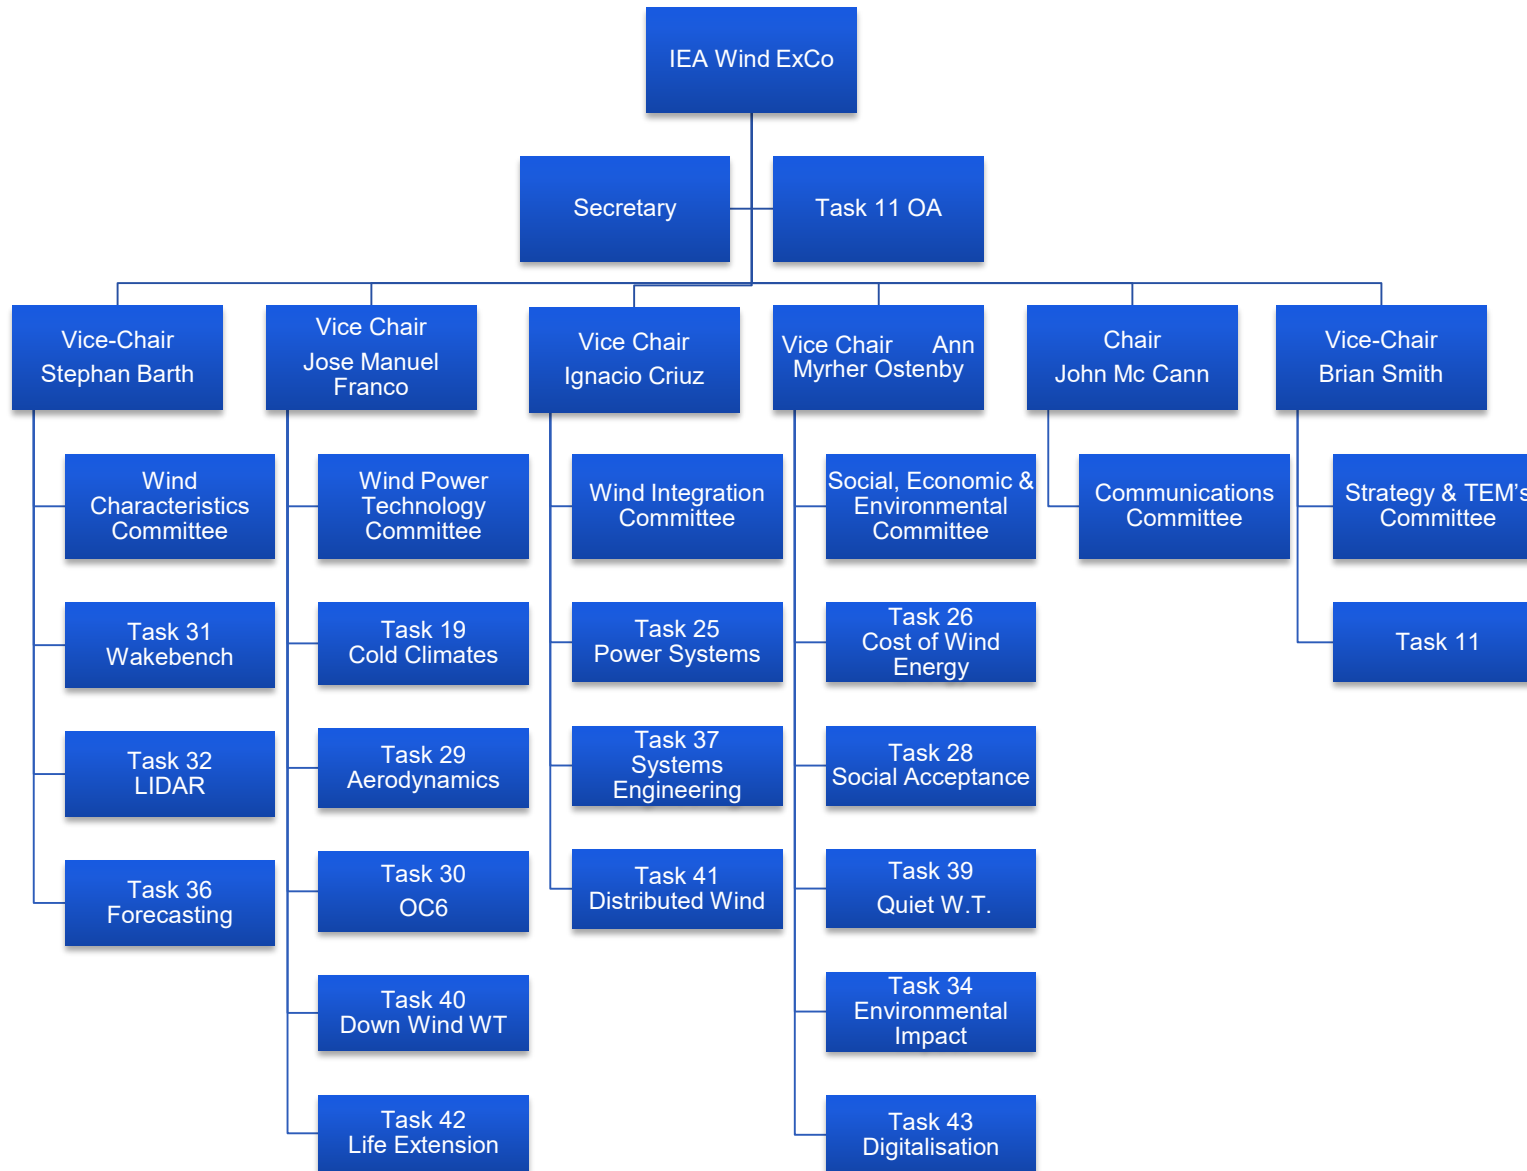 IEA Wind ExCo
Secretary
Task 11 OA
Vice-Chair
Stephan Barth
Vice Chair
Jose Manuel
Franco
Vice Chair
Ignacio Criuz
Vice Chair Ann
Myrher Ostenby
Chair
John Mc Cann
Vice-Chair
Brian Smith
Wind
Characteristics
Committee
Wind Power
Technology
Committee
Wind Integration
Committee
Social, Economic &
Environmental
Committee
Communications
Committee
Strategy & TEM's
Committee
Task 31
Wakebench
Task 19
Cold Climates
Task 25
Power Systems
Task 26
Cost of Wind
Energy
Task 11
Task 32
LIDAR
Task 29
Aerodynamics
Task 37
Systems
Engineering
Task 28
Social Acceptance
Task 36
Forecasting
Task 30
OC6
Task 41
Distributed Wind
Task 39
Quiet W.T.
Task 40
Down Wind WT
Task 34
Environmental
Impact
Task 42
Life Extension
Task 43
Digitalisation